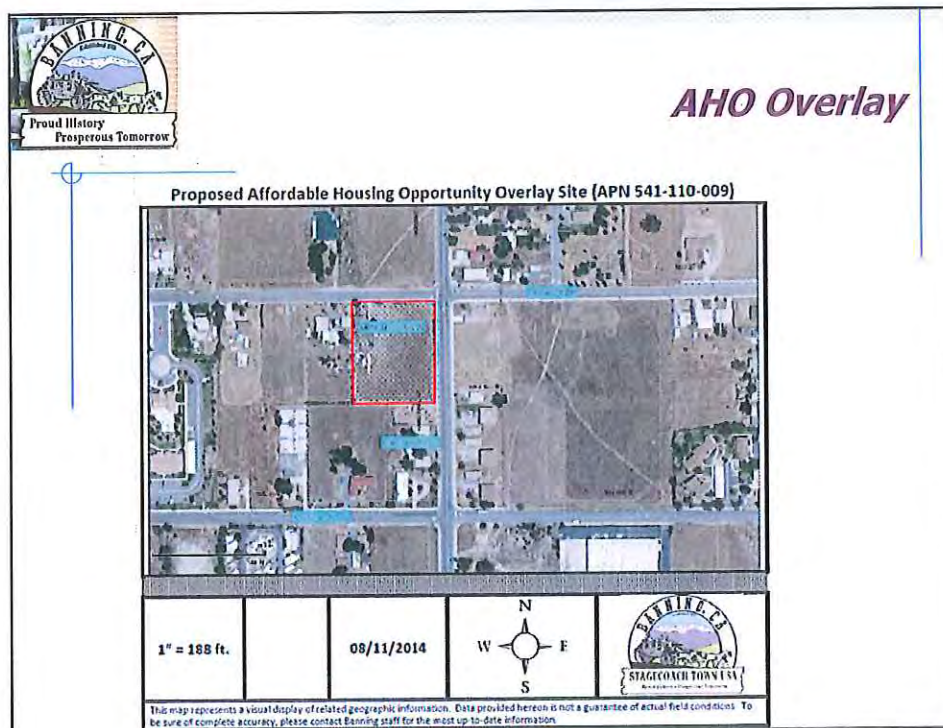 BANNING, CA
Established 1913
Proud History
Prosperous Tomorrow
AHO Overlay
Proposed Affordable Housing Opportunity Overlay Site (APN 541-110-009)
1" = 188 ft.
08/11/2014
N
W
E
S
BANNING, CA
STAGECOACH TOWN USA
This map represents a visual display of related geographic information. Data provided hereon is not a guarantee of actual field conditions. To
be sure of complete accuracy, please contact Banning staff for the most up-to-date information.